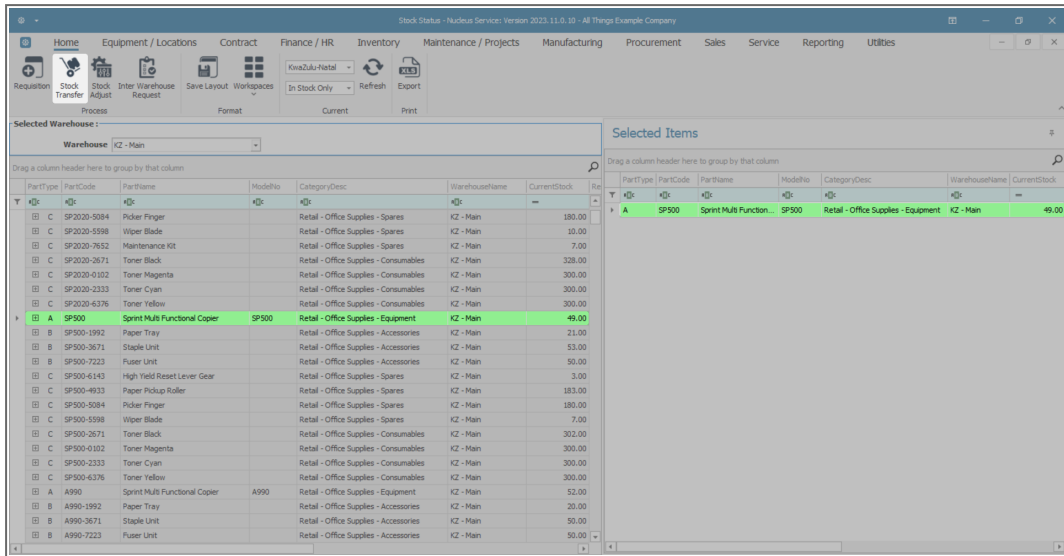 Stock Status - Nucleus Service: Version 2023.11.0.10 - All Things Example Company
Home Equipment / Locations Contract Finance / HR Inventory Maintenance / Projects Manufacturing Procurement Sales Service Reporting Utilities
Requisition Stock Transfer Stock Adjust Inter Warehouse Request Save Layout Workspaces KwaZulu-Natal In Stock Only Refresh XLS Export
Process Format Current Print
Selected Warehouse :
Warehouse KZ - Main
Drag a column header here to group by that column
PartType PartCode PartName ModelNo CategoryDesc WarehouseName CurrentStock Re
C SP2020-5084 Picker Finger Retail - Office Supplies - Spares KZ - Main 180.00
C SP2020-5598 Wiper Blade Retail - Office Supplies - Spares KZ - Main 10.00
C SP2020-7652 Maintenance Kit Retail - Office Supplies - Spares KZ - Main 7.00
C SP2020-2671 Toner Black Retail - Office Supplies - Consumables KZ - Main 328.00
C SP2020-0102 Toner Magenta Retail - Office Supplies - Consumables KZ - Main 300.00
C SP2020-2333 Toner Cyan Retail - Office Supplies - Consumables KZ - Main 300.00
C SP2020-6376 Toner Yellow Retail - Office Supplies - Consumables KZ - Main 300.00
A SP500 Sprint Multi Functional Copier SP500 Retail - Office Supplies - Equipment KZ - Main 49.00
B SP500-1992 Paper Tray Retail - Office Supplies - Accessories KZ - Main 21.00
B SP500-3671 Staple Unit Retail - Office Supplies - Accessories KZ - Main 53.00
B SP500-7223 Fuser Unit Retail - Office Supplies - Accessories KZ - Main 50.00
C SP500-6143 High Yield Reset Lever Gear Retail - Office Supplies - Spares KZ - Main 3.00
C SP500-4933 Paper Pickup Roller Retail - Office Supplies - Spares KZ - Main 183.00
C SP500-5084 Picker Finger Retail - Office Supplies - Spares KZ - Main 180.00
C SP500-5598 Wiper Blade Retail - Office Supplies - Spares KZ - Main 7.00
C SP500-2671 Toner Black Retail - Office Supplies - Consumables KZ - Main 302.00
C SP500-0102 Toner Magenta Retail - Office Supplies - Consumables KZ - Main 300.00
C SP500-2333 Toner Cyan Retail - Office Supplies - Consumables KZ - Main 300.00
C SP500-6376 Toner Yellow Retail - Office Supplies - Consumables KZ - Main 300.00
A A990 Sprint Multi Functional Copier A990 Retail - Office Supplies - Equipment KZ - Main 52.00
B A990-1992 Paper Tray Retail - Office Supplies - Accessories KZ - Main 20.00
B A990-3671 Staple Unit Retail - Office Supplies - Accessories KZ - Main 50.00
B A990-7223 Fuser Unit Retail - Office Supplies - Accessories KZ - Main 50.00
Selected Items
Drag a column header here to group by that column
PartType PartCode PartName ModelNo CategoryDesc WarehouseName CurrentStock
A SP500 Sprint Multi Function... SP500 Retail - Office Supplies - Equipment KZ - Main 49.00